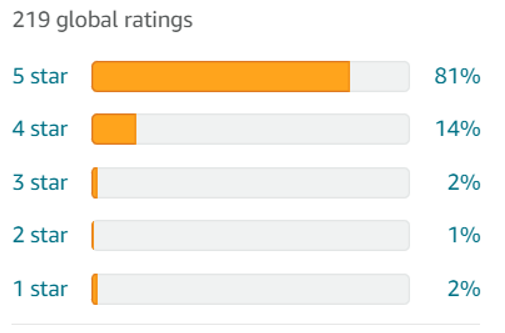 219 global ratings
5 star 81%
4 star 14%
3 star 2%
2 star 1%
1 star 2%